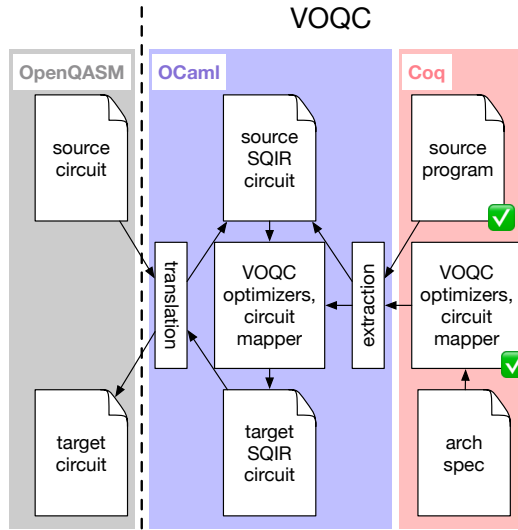 VOQC
OpenQASM
OCaml
Coq
source
circuit
source
SQIR
circuit
source
program
translation
VOQC
optimizers,
circuit
mapper
extraction
VOQC
optimizers,
circuit
mapper
target
circuit
target
SQIR
circuit
arch
spec